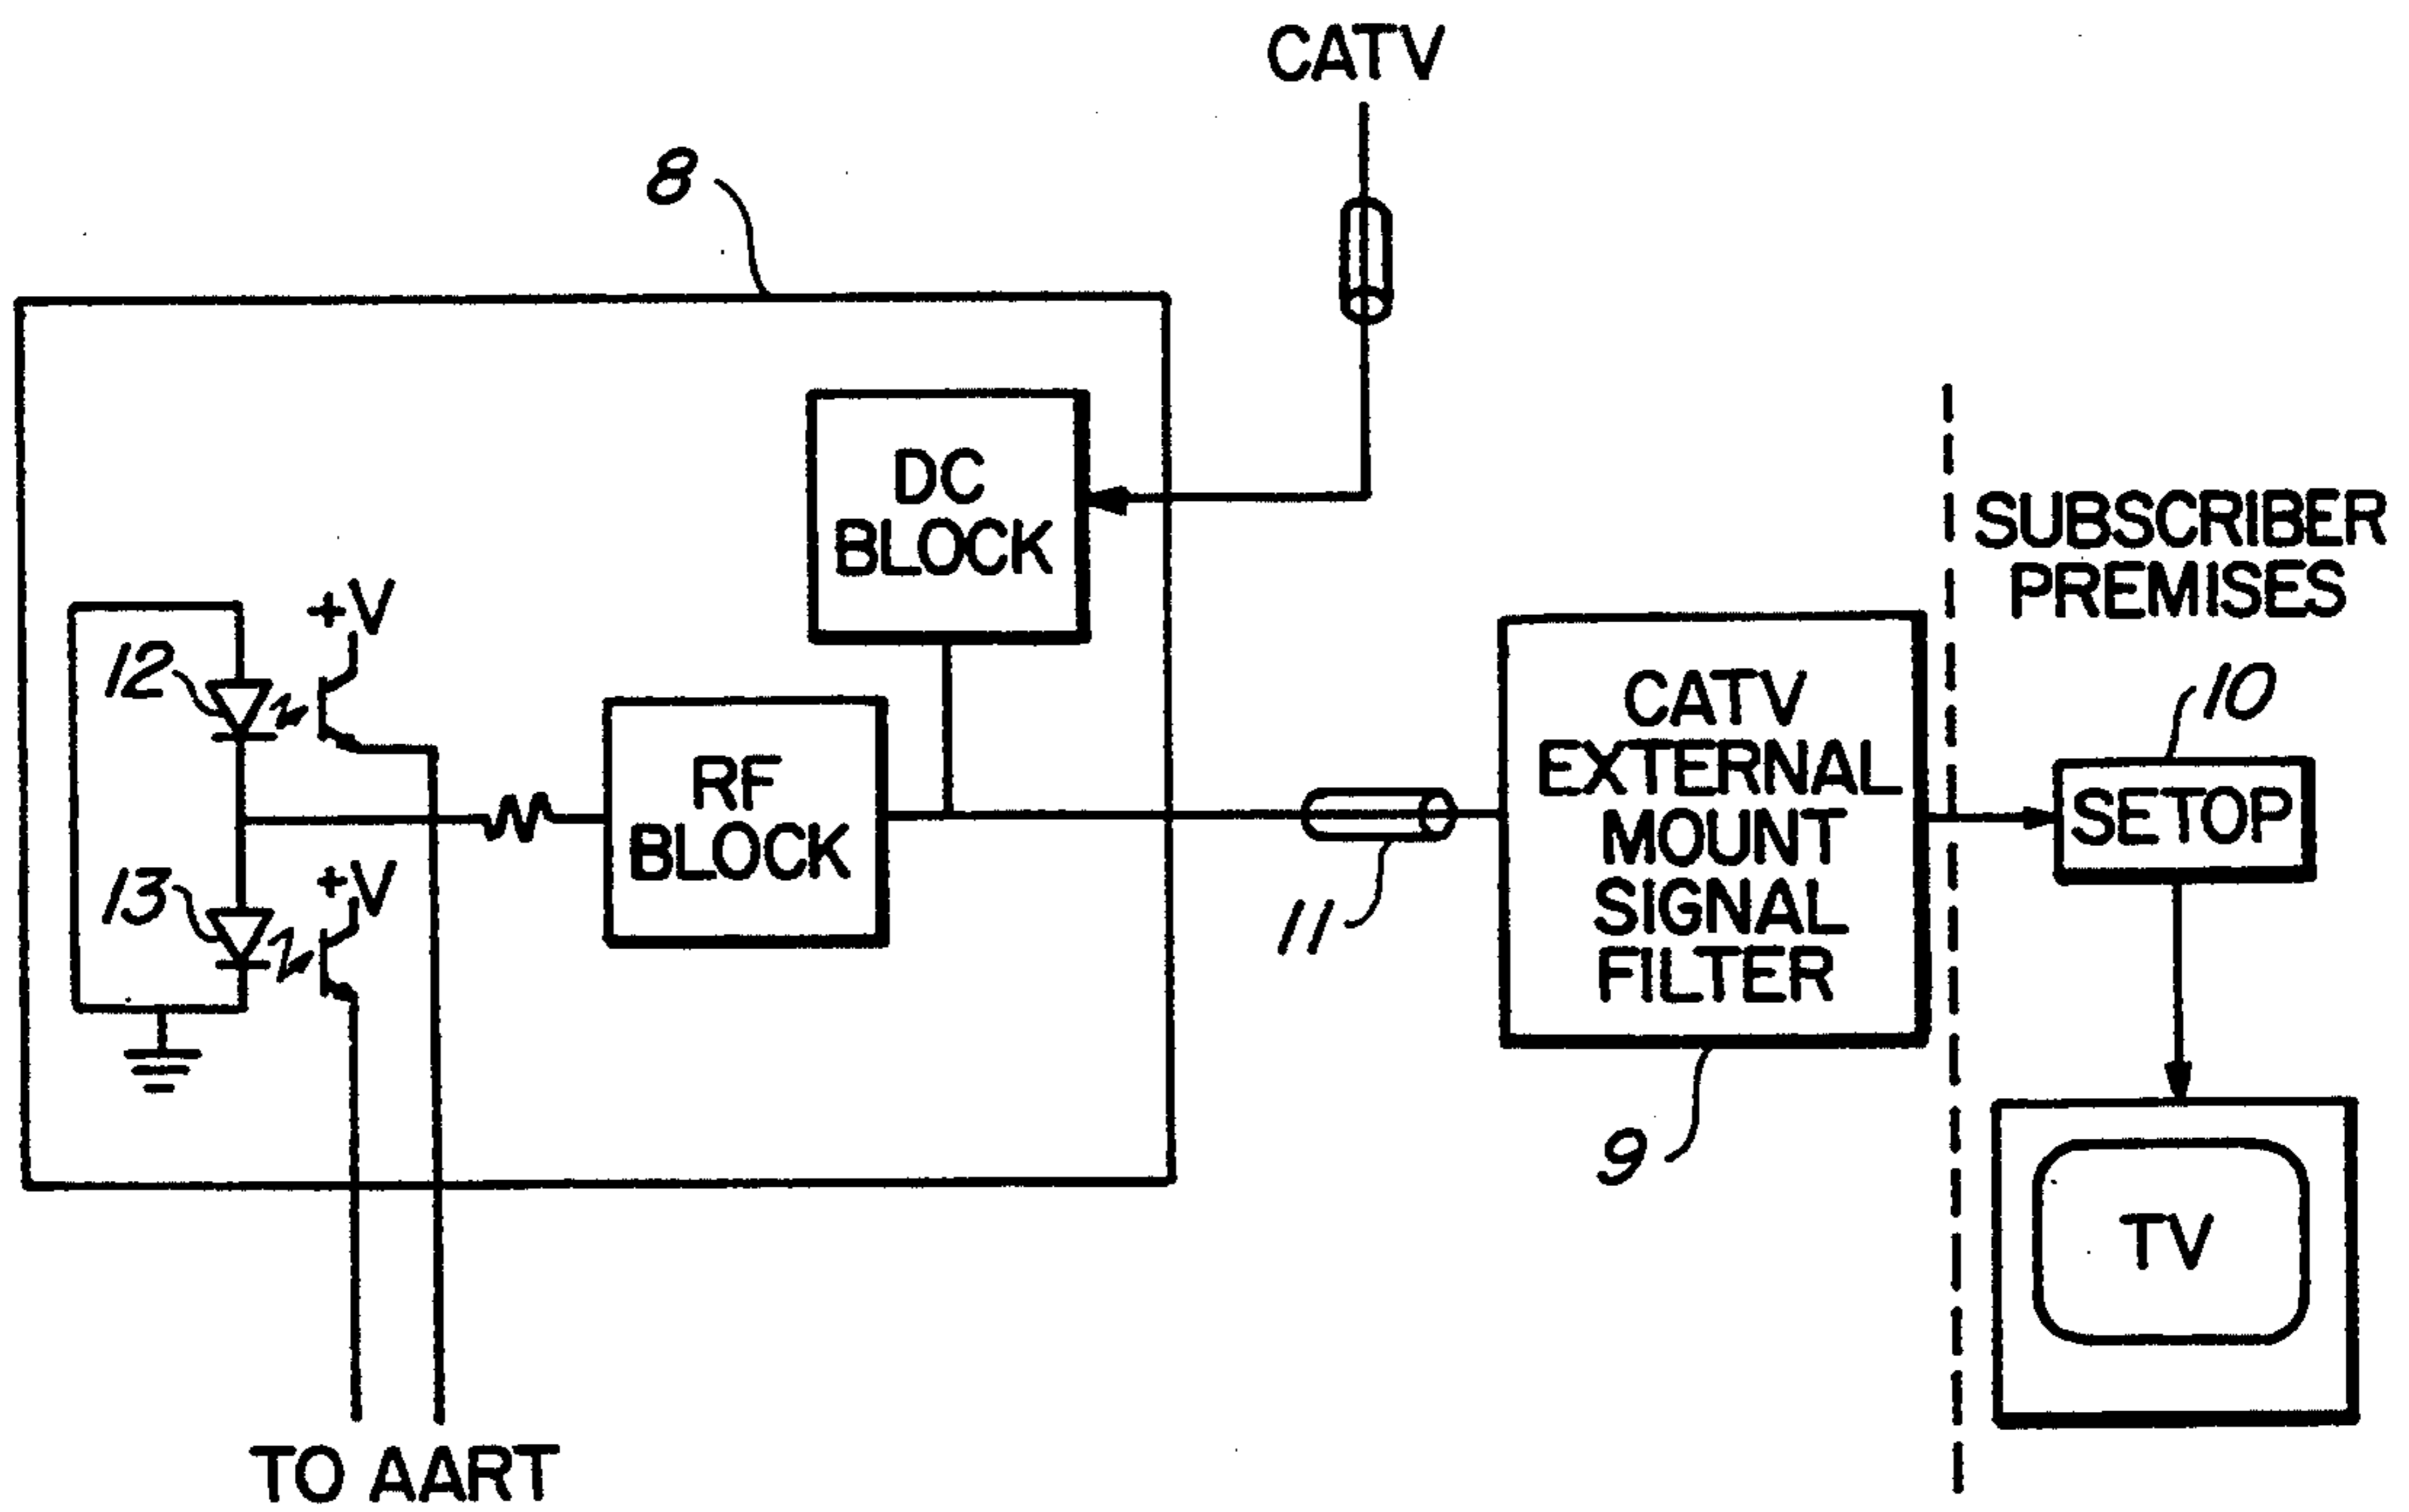 CATV
8
DC
BLOCK
SUBSCRIBER
PREMISES
+V
12
10
CATV
EXTERNAL
MOUNT
SIGNAL
FILTER
RF
BLOCK
SETOP
+V
13
11
9
TV
TO AART